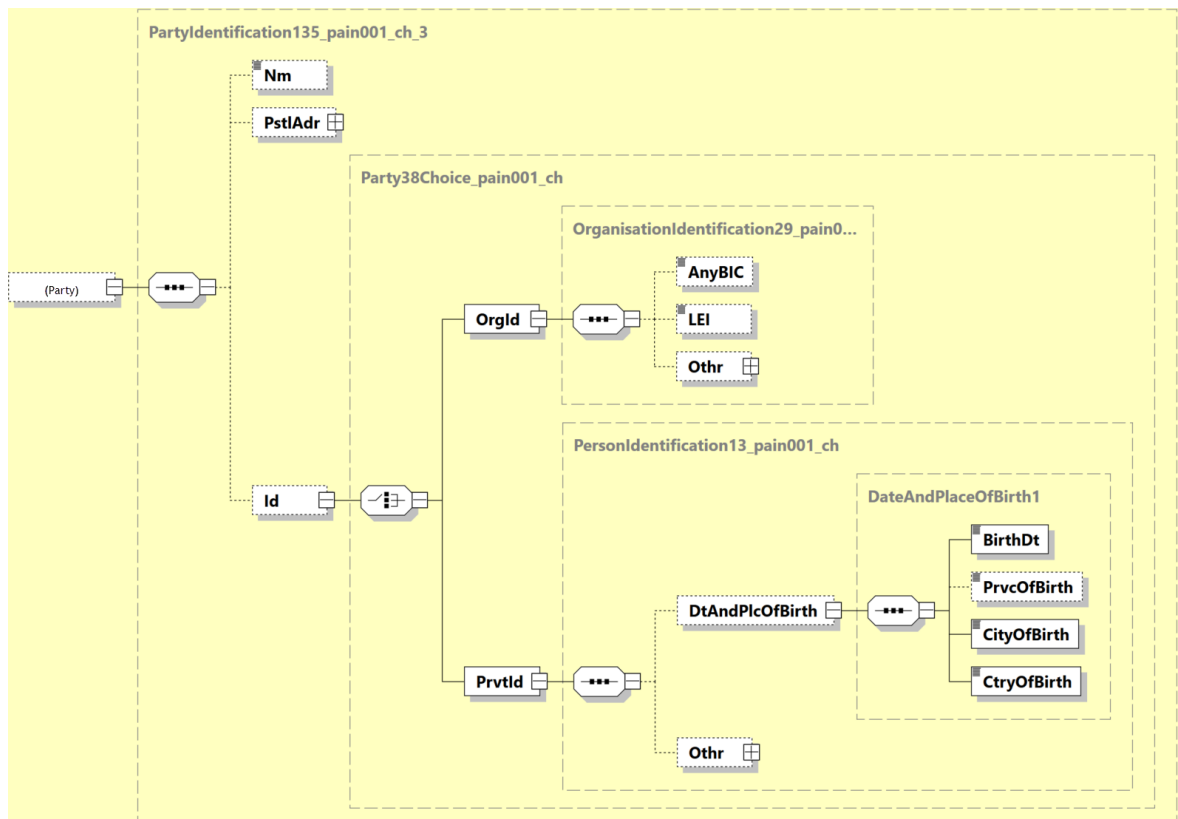 PartyIdentification135_pain001_ch_3
Nm
PstlAdr
Party38Choice_pain001_ch
OrganisationIdentification29_pain0...
AnyBIC
(Party)
OrgId
LEI
Othr
PersonIdentification13_pain001_ch
DateAndPlaceOfBirth1
Id
BirthDt
PrvcOfBirth
DtAndPlcOfBirth
CityOfBirth
PrvtId
CtryOfBirth
Othr